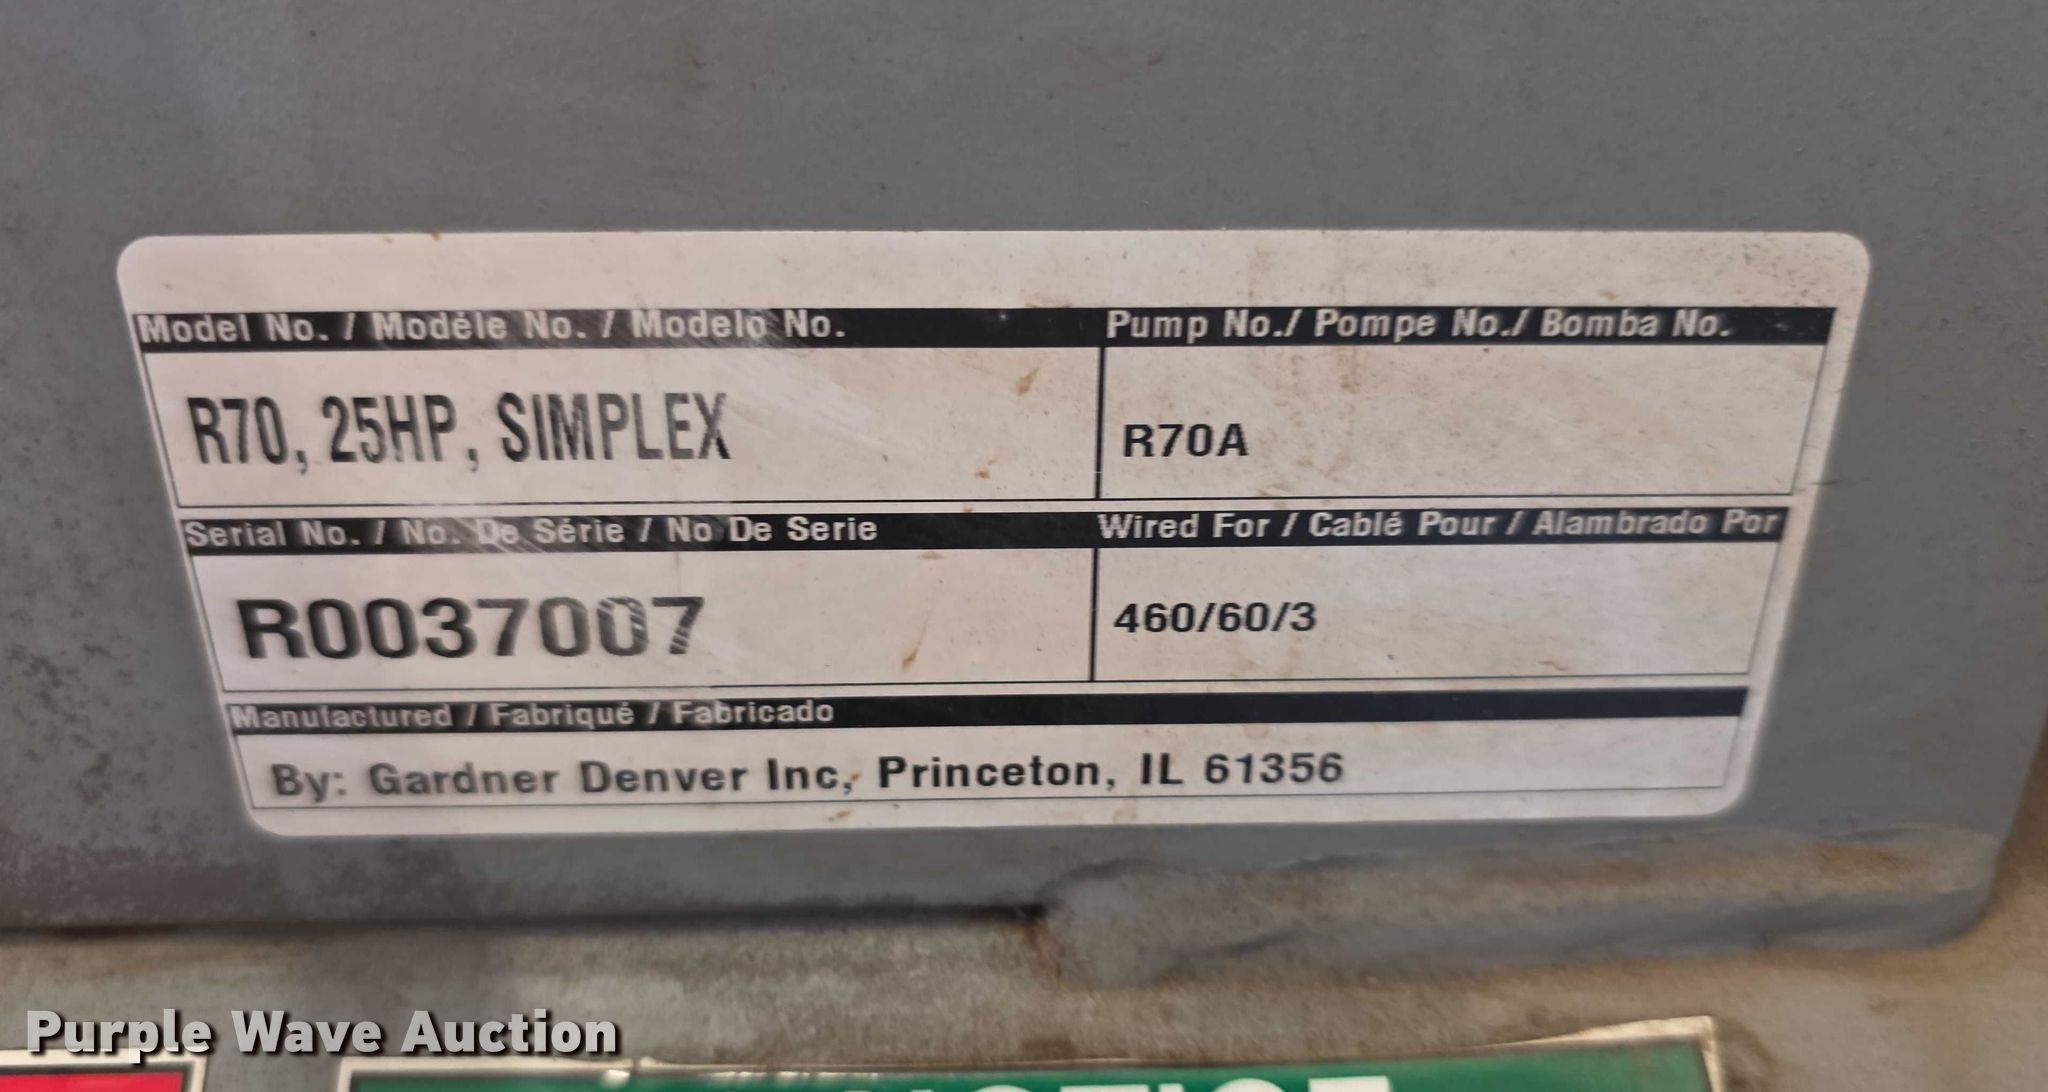 Model No. / Modéle No. / Modelo No.
Pump No./ Pompe No./ Bomba No.
R70, 25HP, SIMPLEX
R70A
Serial No. / No. De Série / No De Serie
Wired For / Cablé Pour / Alambrado Por
R0037007
460/60/3
Manufactured / Fabriqué / Fabricado
By: Gardner Denver Inc, Princeton, IL 61356
Purple Wave Auction